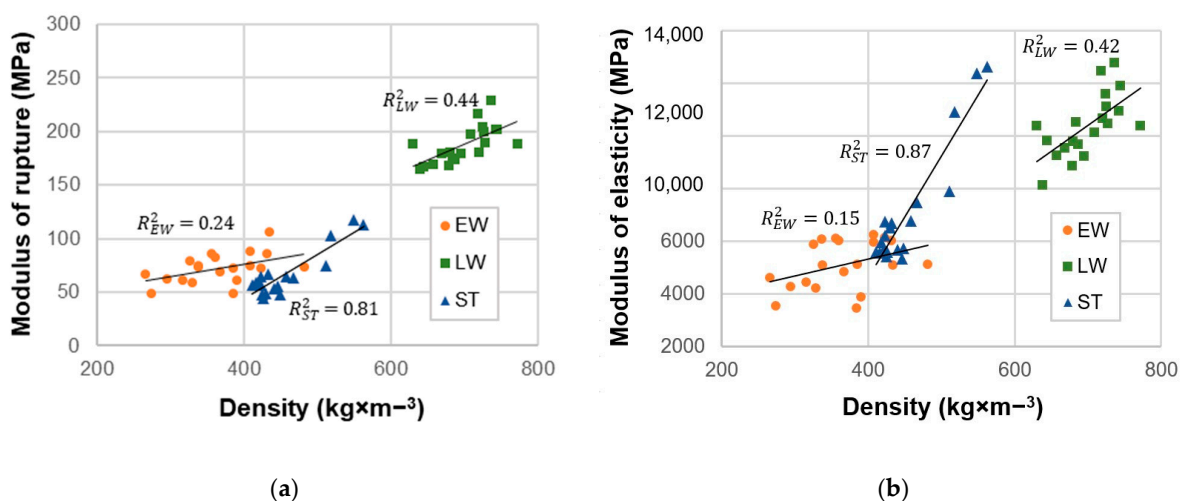 300
250
200
150
100
50
0
200
400
600
800
Modulus of rupture (MPa)
Density (kg×m−3)
R²LW = 0.44
R²EW = 0.24
R²ST = 0.81
EW
LW
ST
(a)
14,000
12,000
10,000
6000
4000
2000
200
400
600
800
Modulus of elasticity (MPa)
Density (kg×m−3)
R²LW = 0.42
R²ST = 0.87
R²EW = 0.15
EW
LW
ST
(b)